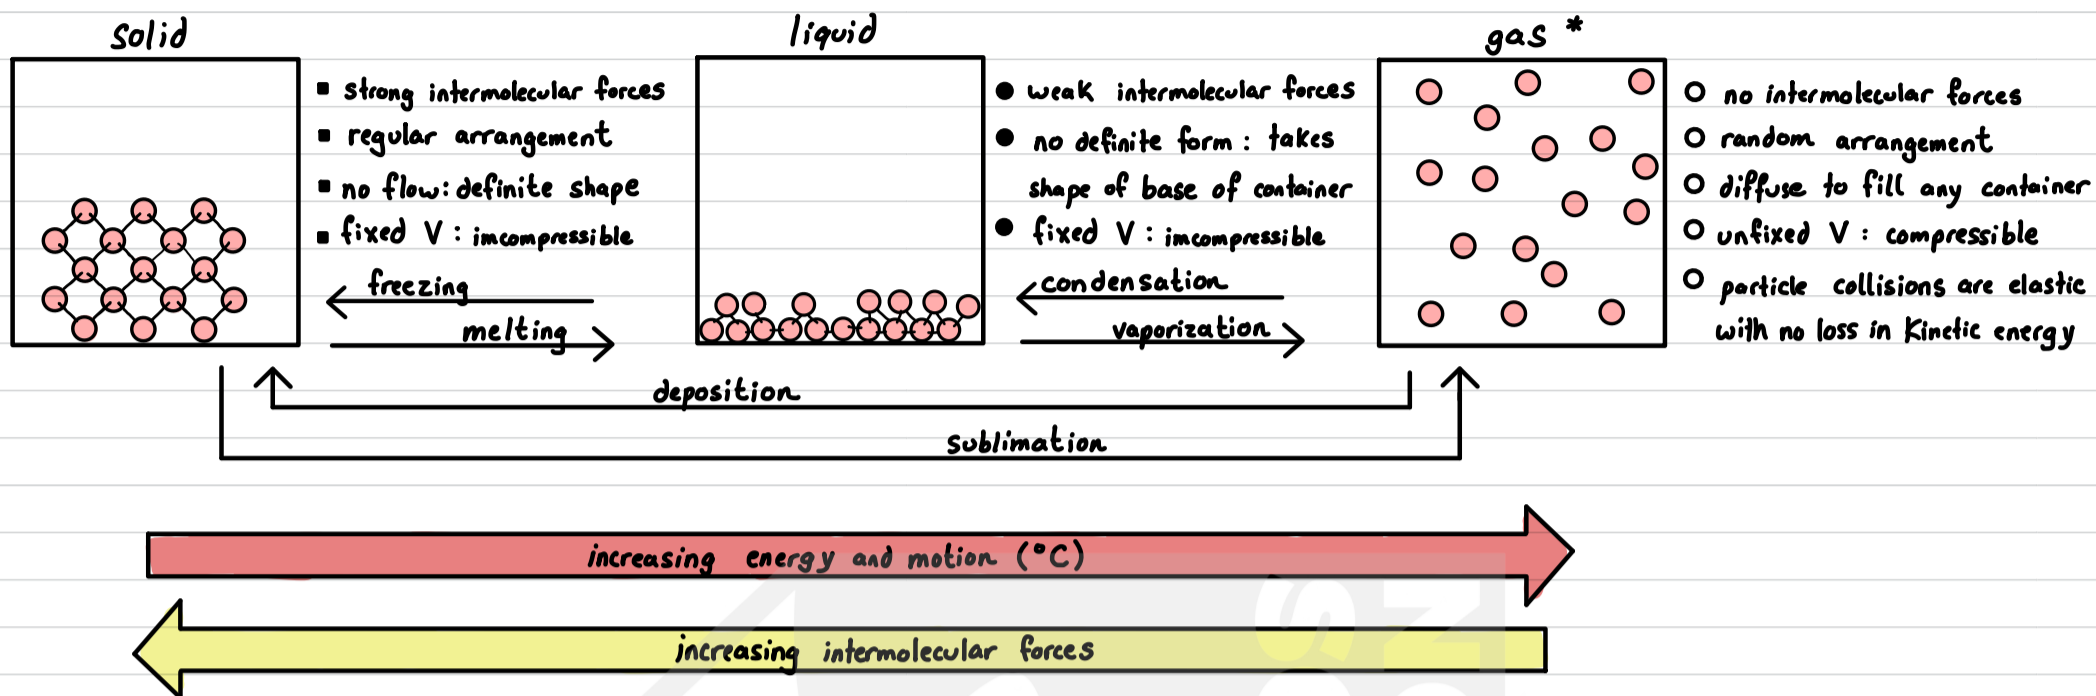 solid
▪ strong intermolecular forces
▪ regular arrangement
▪ no flow: definite shape
▪ fixed V : imcompressible
freezing
melting
liquid
● weak intermolecular forces
● no definite form : takes
shape of base of container
● fixed V : imcompressible
condensation
vaporization
gas *
○ no intermolecular forces
○ random arrangement
○ diffuse to fill any container
○ unfixed V : compressible
○ particle collisions are elastic
with no loss in kinetic energy
deposition
sublimation
increasing energy and motion (°C)
increasing intermolecular forces